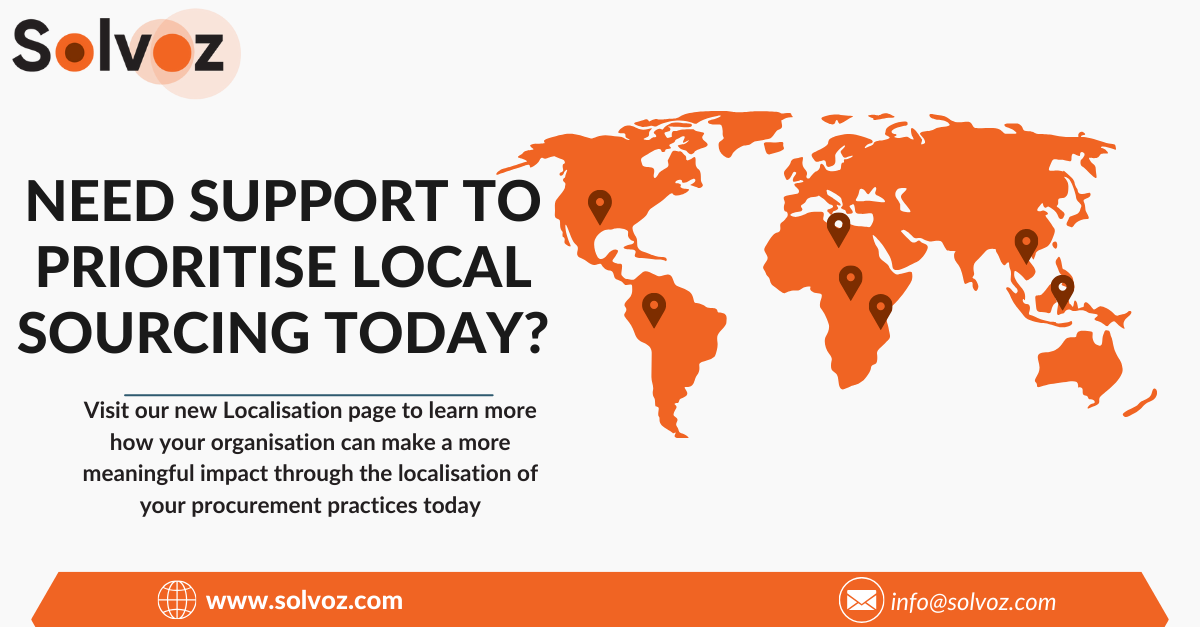 Solvoz
NEED SUPPORT TO
PRIORITISE LOCAL
SOURCING TODAY?
Visit our new Localisation page to learn more
how your organisation can make a more
meaningful impact through the localisation of
your procurement practices today
www.solvoz.com
info@solvoz.com